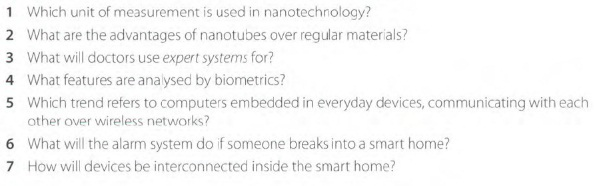 1 Which unit of measurement is used in nanotechnology?
2 What are the advantages of nanotubes over regular materials?
3 What will doctors use expert systems for?
4 What features are analysed by biometrics?
5 Which trend refers to computers embedded in everyday devices, communicating with each
other over wireless networks?
6 What will the alarm system do if someone breaks into a smart home?
7 How will devices be interconnected inside the smart home?